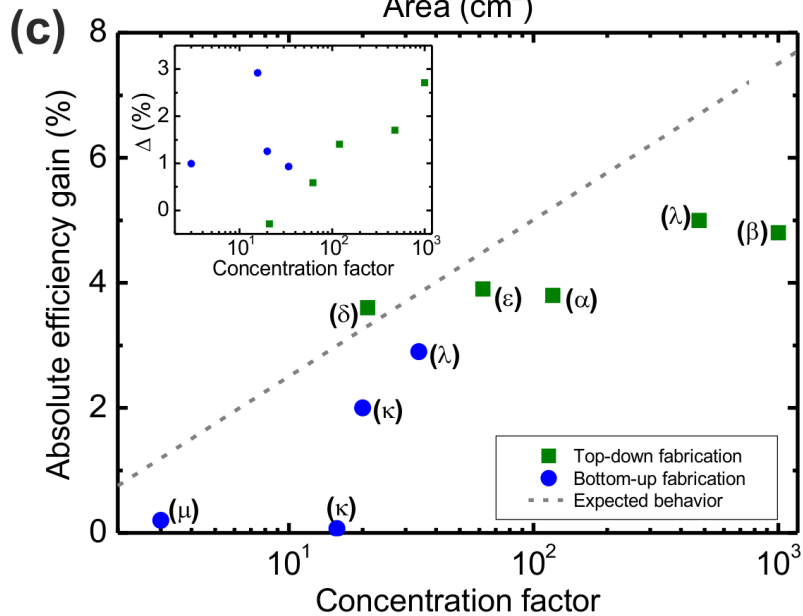 Area (cm²)
(c)
Absolute efficiency gain (%)
8
6
4
2
0
Δ (%)
3
2
1
0
10¹
10²
10³
Concentration factor
(μ)
(κ)
(κ)
(λ)
(δ)
(ε)
(α)
(λ)
(β)
Top-down fabrication
Bottom-up fabrication
Expected behavior
10¹
10²
10³
Concentration factor